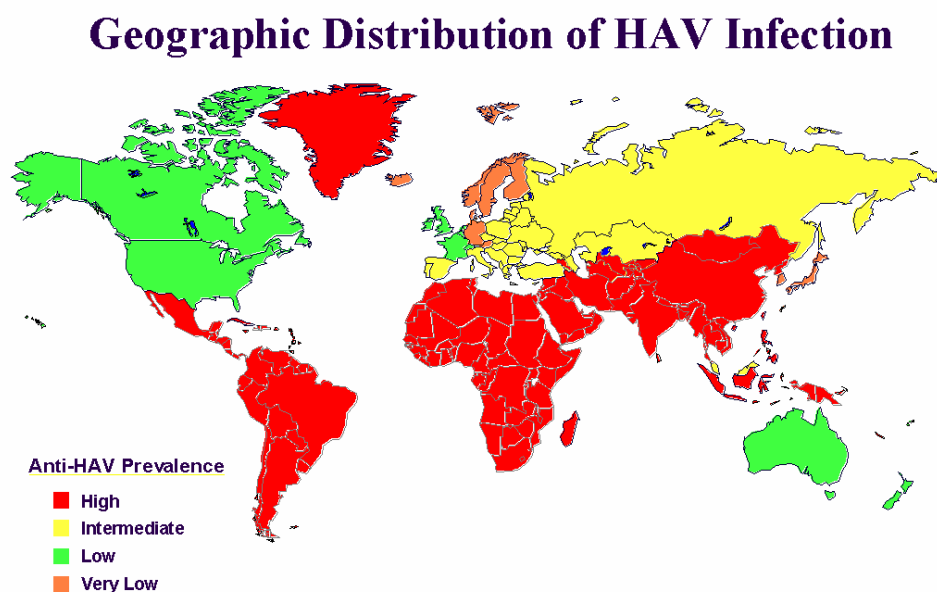 Geographic Distribution of HAV Infection
Anti-HAV Prevalence
High
Intermediate
Low
Very Low